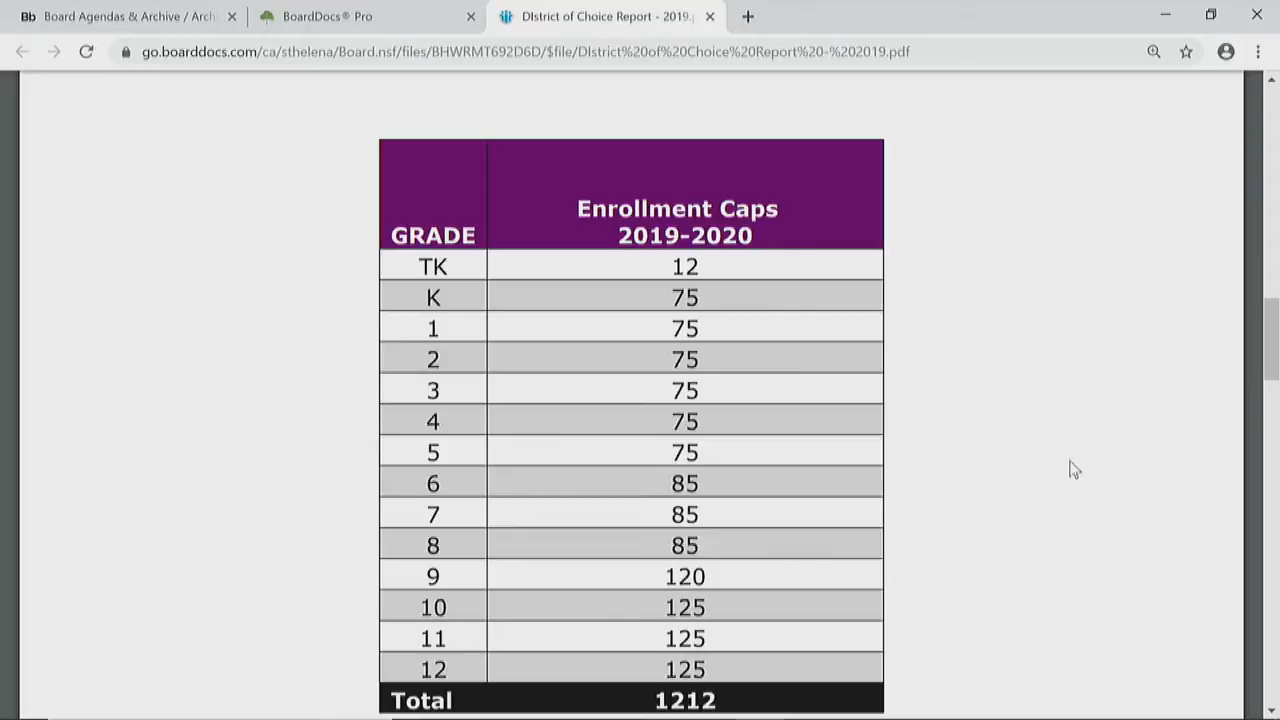 Bb Board Agendas & Archive / Arch
BoardDocs® Pro
DIstrict of Choice Report - 2019.
go.boarddocs.com/ca/sthelena/Board.nsf/files/BHWRMT692D6D/$file/DIstrict%20of%20Choice%20Report%20-%202019.pdf
GRADE Enrollment Caps 2019-2020
TK 12
K 75
1 75
2 75
3 75
4 75
5 75
6 85
7 85
8 85
9 120
10 125
11 125
12 125
Total 1212